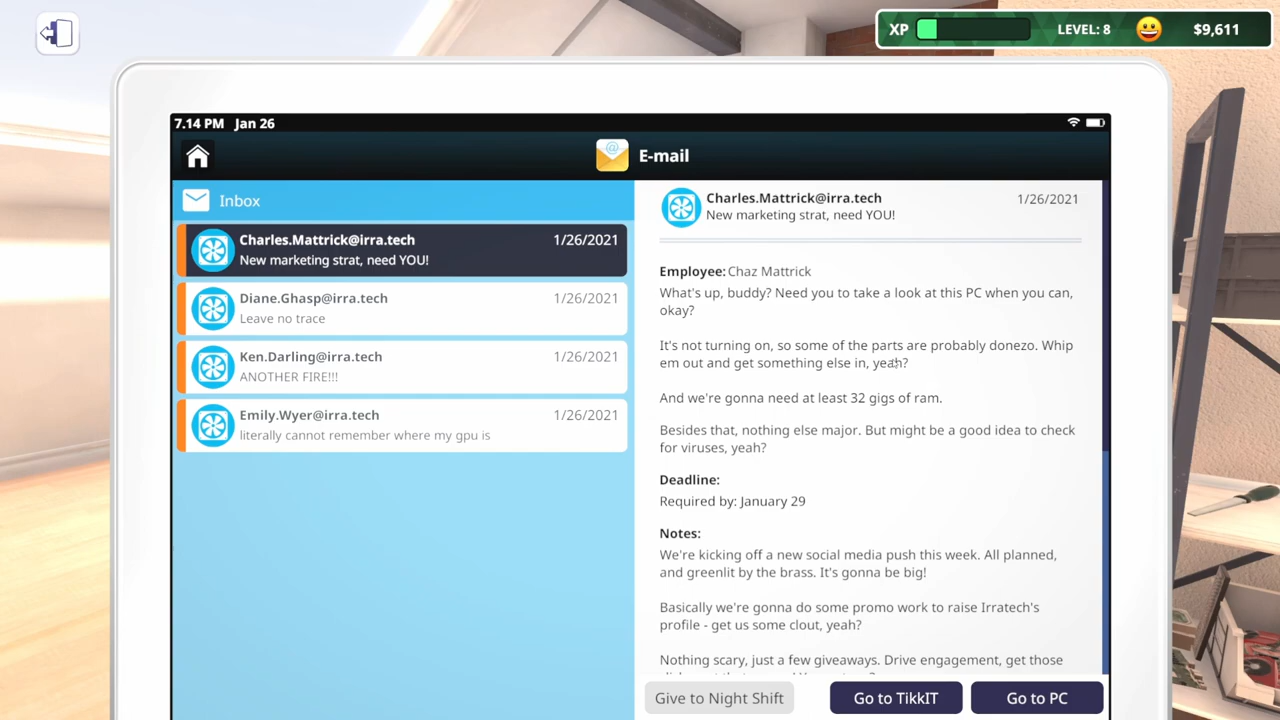 XP
LEVEL: 8
$9,611
7.14 PM Jan 26
E-mail
Inbox
Charles.Mattrick@irra.tech 1/26/2021
New marketing strat, need YOU!
Diane.Ghasp@irra.tech 1/26/2021
Leave no trace
Ken.Darling@irra.tech 1/26/2021
ANOTHER FIRE!!!
Emily.Wyer@irra.tech 1/26/2021
literally cannot remember where my gpu is
Charles.Mattrick@irra.tech 1/26/2021
New marketing strat, need YOU!
Employee: Chaz Mattrick
What's up, buddy? Need you to take a look at this PC when you can,
okay?
It's not turning on, so some of the parts are probably donezo. Whip
em out and get something else in, yeah?
And we're gonna need at least 32 gigs of ram.
Besides that, nothing else major. But might be a good idea to check
for viruses, yeah?
Deadline:
Required by: January 29
Notes:
We're kicking off a new social media push this week. All planned,
and greenlit by the brass. It's gonna be big!
Basically we're gonna do some promo work to raise Irratech's
profile - get us some clout, yeah?
Nothing scary, just a few giveaways. Drive engagement, get those
Give to Night Shift
Go to TikkIT
Go to PC